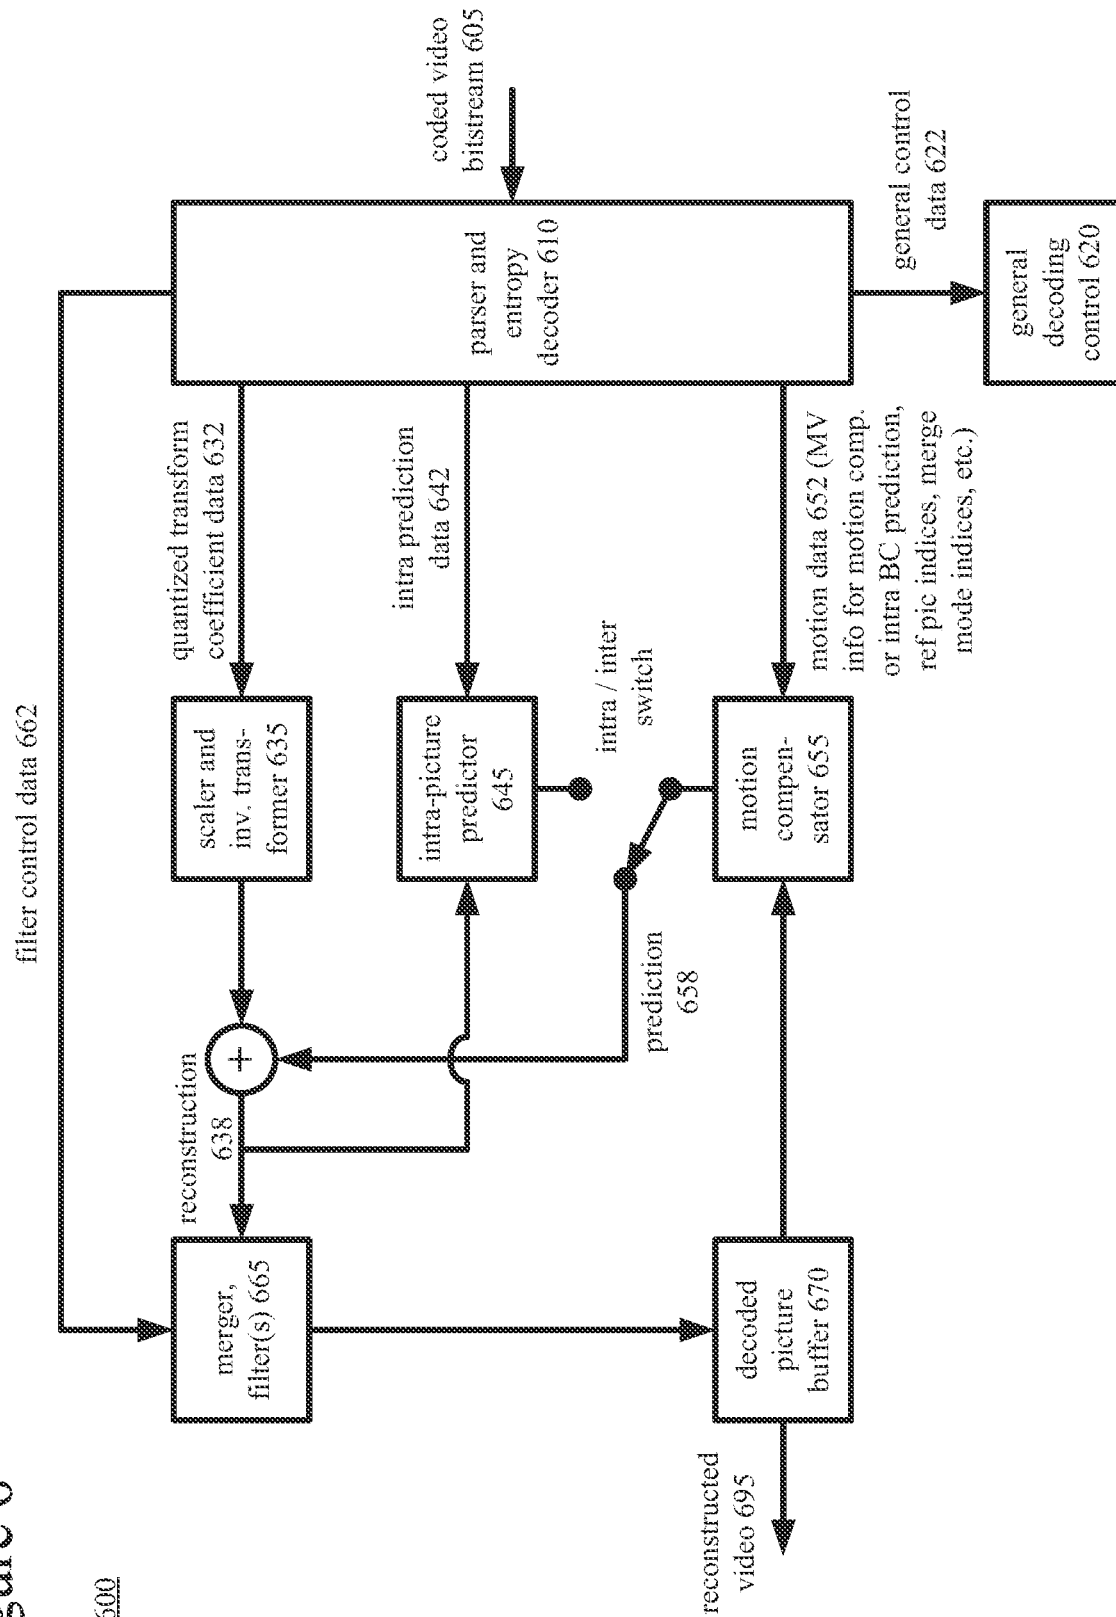 600
coded video
bitstream 605
parser and
entropy
decoder 610
general control
data 622
general
decoding
control 620
filter control data 662
quantized transform
coefficient data 632
intra prediction
data 642
motion data 652 (MV
info for motion comp.
or intra BC prediction,
ref pic indices, merge
mode indices, etc.)
scaler and
inv. trans-
former 635
intra-picture
predictor
645
intra / inter
switch
motion
compen-
sator 655
+
prediction
658
reconstruction
638
merger,
filter(s) 665
decoded
picture
buffer 670
reconstructed
video 695